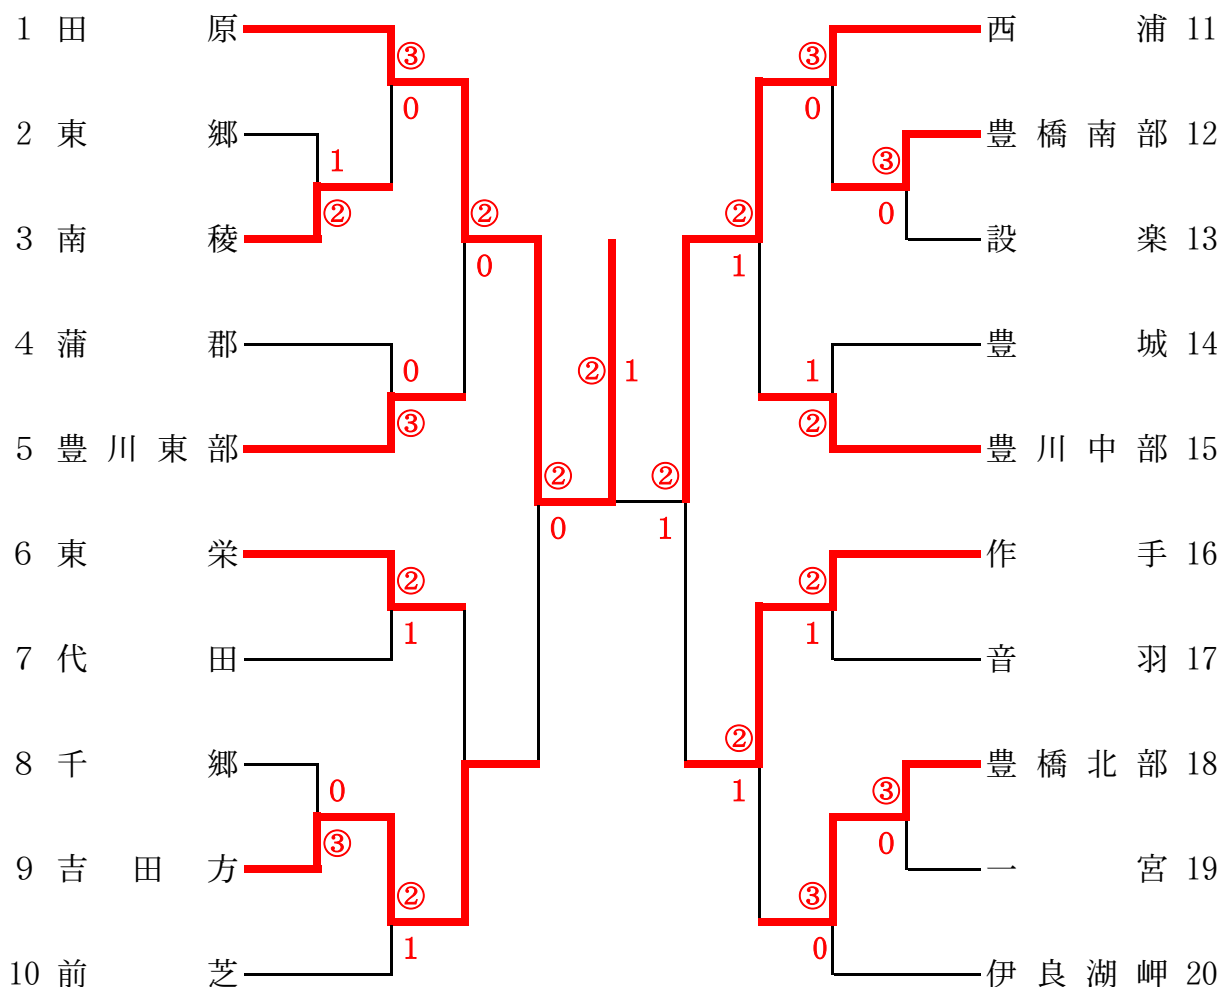 1 田原 西浦 11
③ ③
0 0
2 東郷 豊橋南部 12
1 ③
② ② ② 0
3 南稜 設楽 13
0 1
4 蒲郡 豊城 14
0 ② 1 1
③ ②
5 豊川東部 豊川中部 15
② ②
0 1
6 東栄 作手 16
② ②
1 1
7 代田 音羽 17
②
8 千郷 豊橋北部 18
0 1 ③
③ 0
9 吉田方 一宮 19
② ③
1 0
10 前芝 伊良湖岬 20